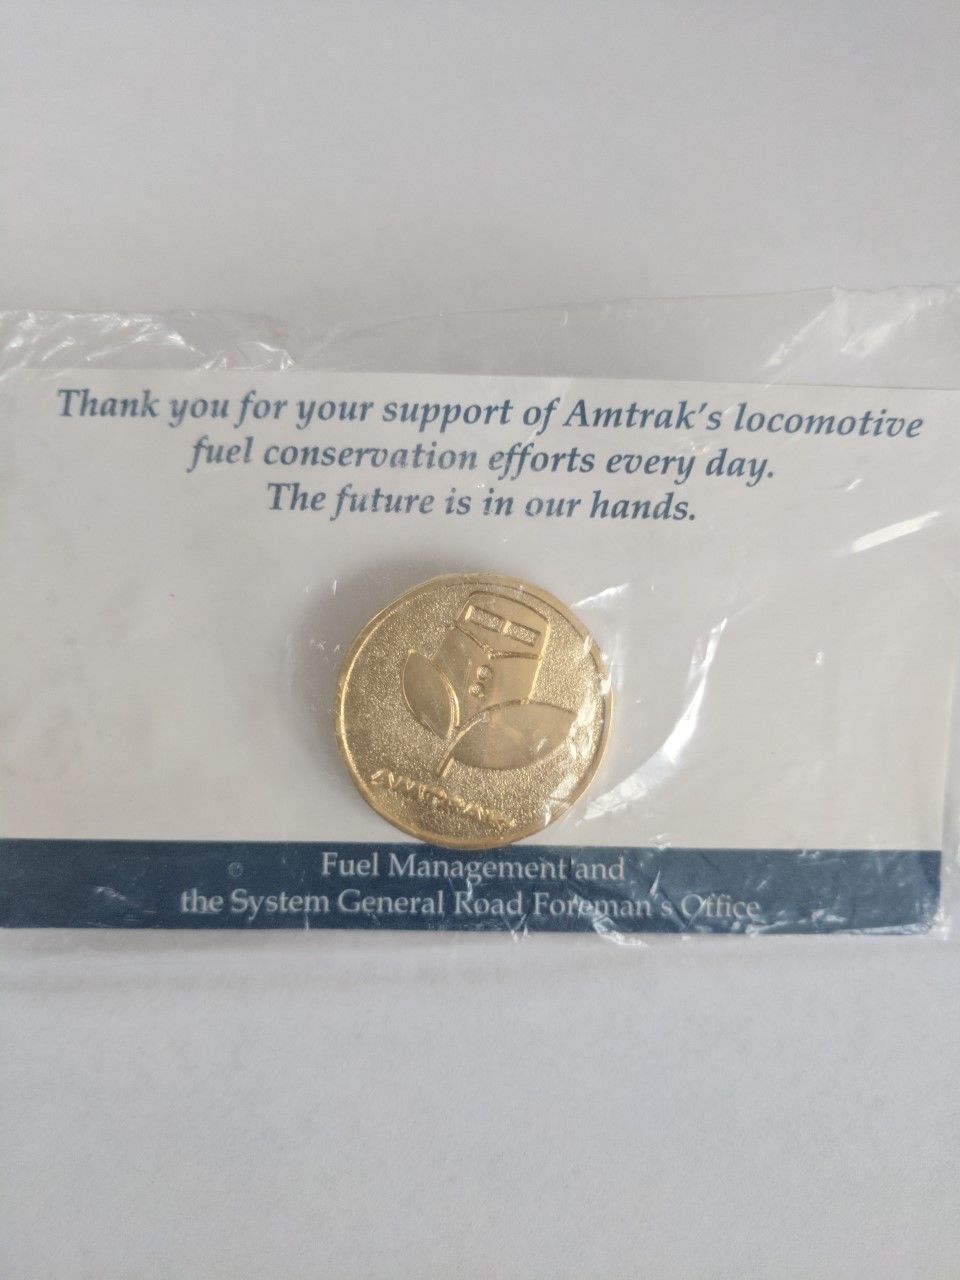 Thank you for your support of Amtrak's locomotive
fuel conservation efforts every day.
The future is in our hands.
AMTRAK
Fuel Management and
the System General Road Foreman's Office